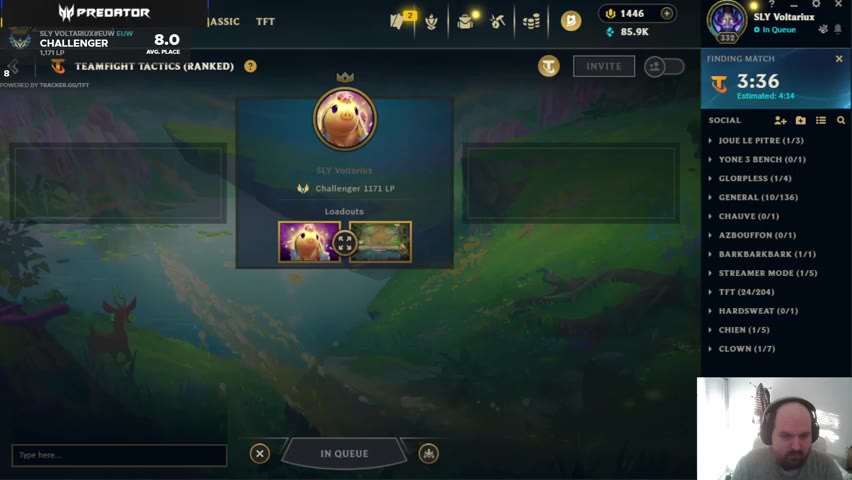 PREDATOR
SLY VOLTARIUX#EUW EUW
CHALLENGER
1,171 LP
8.0
AVG. PLACE
8
POWERED BY TRACKER.GG/TFT
ASSIC
TFT
2
1446
85.9K
332
SLY Voltariux
In Queue
TEAMFIGHT TACTICS (RANKED)
?
INVITE
FINDING MATCH
3:36
Estimated: 4:14
SLY Voltariux
Challenger 1171 LP
Loadouts
SOCIAL
JOUE LE PITRE (1/3)
YONE 3 BENCH (0/1)
GLORPLESS (1/4)
GENERAL (10/136)
CHAUVE (0/1)
AZBOUFFON (0/1)
BARKBARKBARK (1/1)
STREAMER MODE (1/5)
TFT (24/204)
HARDSWEAT (0/1)
CHIEN (1/5)
CLOWN (1/7)
Type here...
IN QUEUE